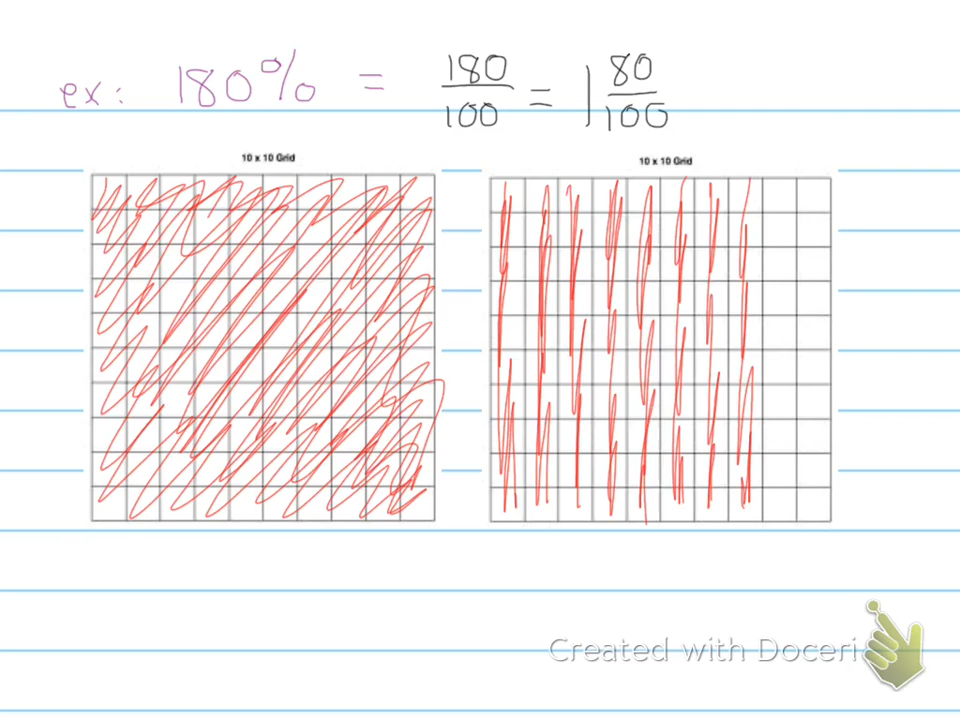 ex: 180% = 180/100 = 1 80/100
10 x 10 Grid
10 x 10 Grid
Created with Doceri